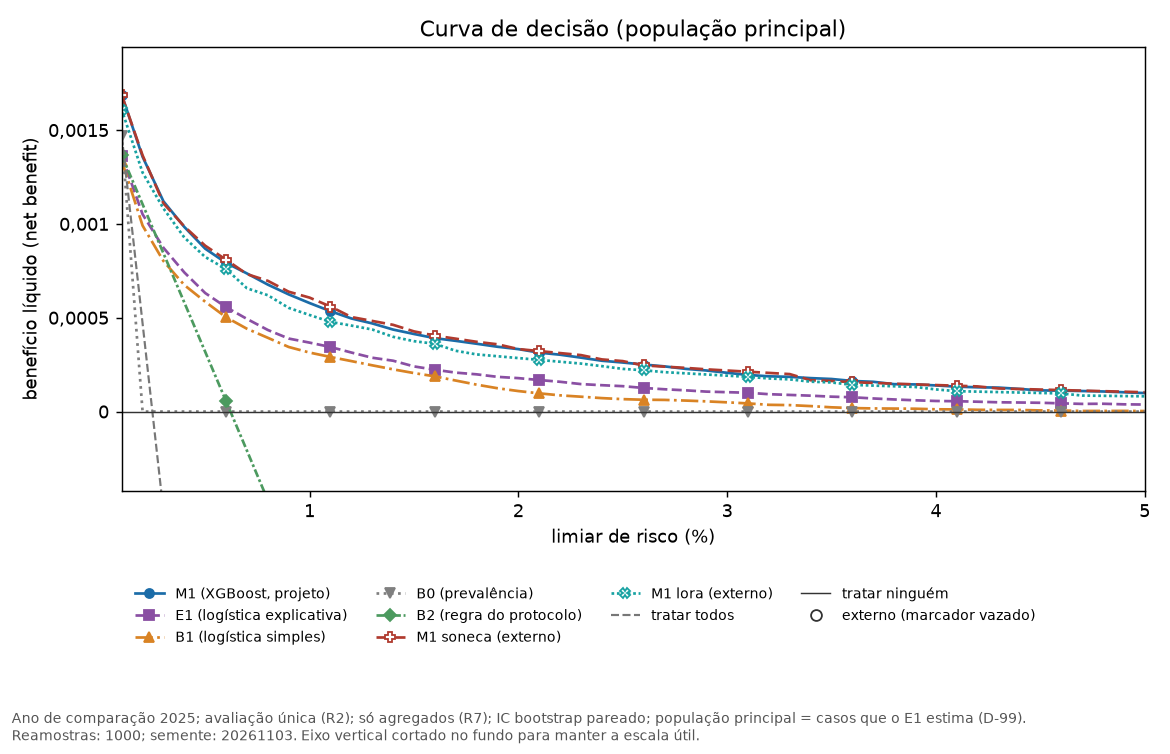 Curva de decisão (população principal)
benefício líquido (net benefit)
0,0015
0,001
0,0005
0
1
2
3
4
5
limiar de risco (%)
M1 (XGBoost, projeto)
E1 (logística explicativa)
B1 (logística simples)
B0 (prevalência)
B2 (regra do protocolo)
M1 soneca (externo)
M1 lora (externo)
tratar todos
tratar ninguém
externo (marcador vazado)
Ano de comparação 2025; avaliação única (R2); só agregados (R7); IC bootstrap pareado; população principal = casos que o E1 estima (D-99).
Reamostras: 1000; semente: 20261103. Eixo vertical cortado no fundo para manter a escala útil.